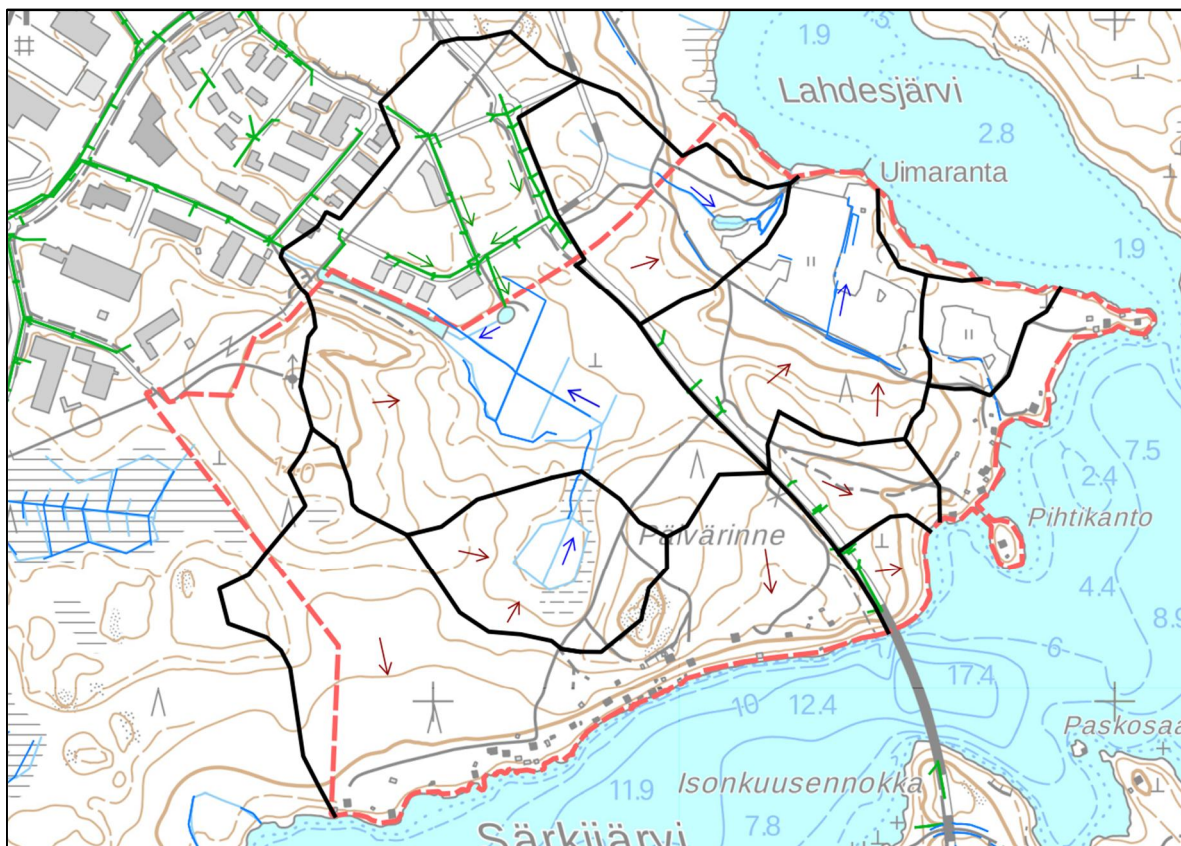 1.9
Lahdesjärvi
2.8
Uimaranta
1.9
7.5
2.4
Pihtikanto
Päivärinne
4.4
8.9
6
17.4
10
12.4
Paskosaa
Isonkuusennokka
11.9
7.8
Särkijärvi